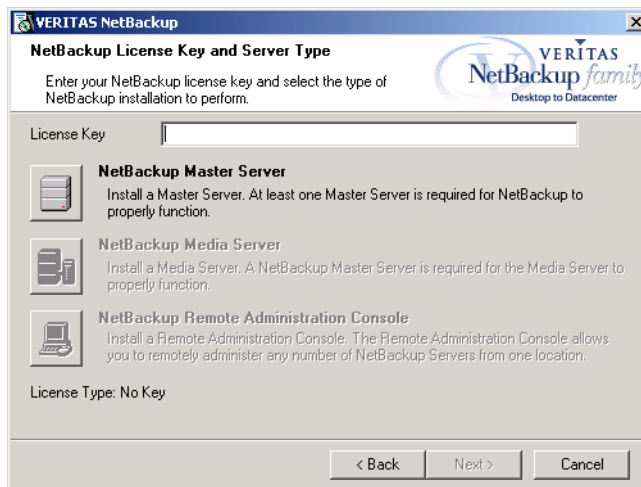 VERITAS NetBackup
NetBackup License Key and Server Type
Enter your NetBackup license key and select the type of
NetBackup installation to perform.
VERITAS
NetBackup family
Desktop to Datacenter
License Key
NetBackup Master Server
Install a Master Server. At least one Master Server is required for NetBackup to
properly function.
NetBackup Media Server
Install a Media Server. A NetBackup Master Server is required for the Media Server to
properly function.
NetBackup Remote Administration Console
Install a Remote Administration Console. The Remote Administration Console allows
you to remotely administer any number of NetBackup Servers from one location.
License Type: No Key
< Back
Next >
Cancel